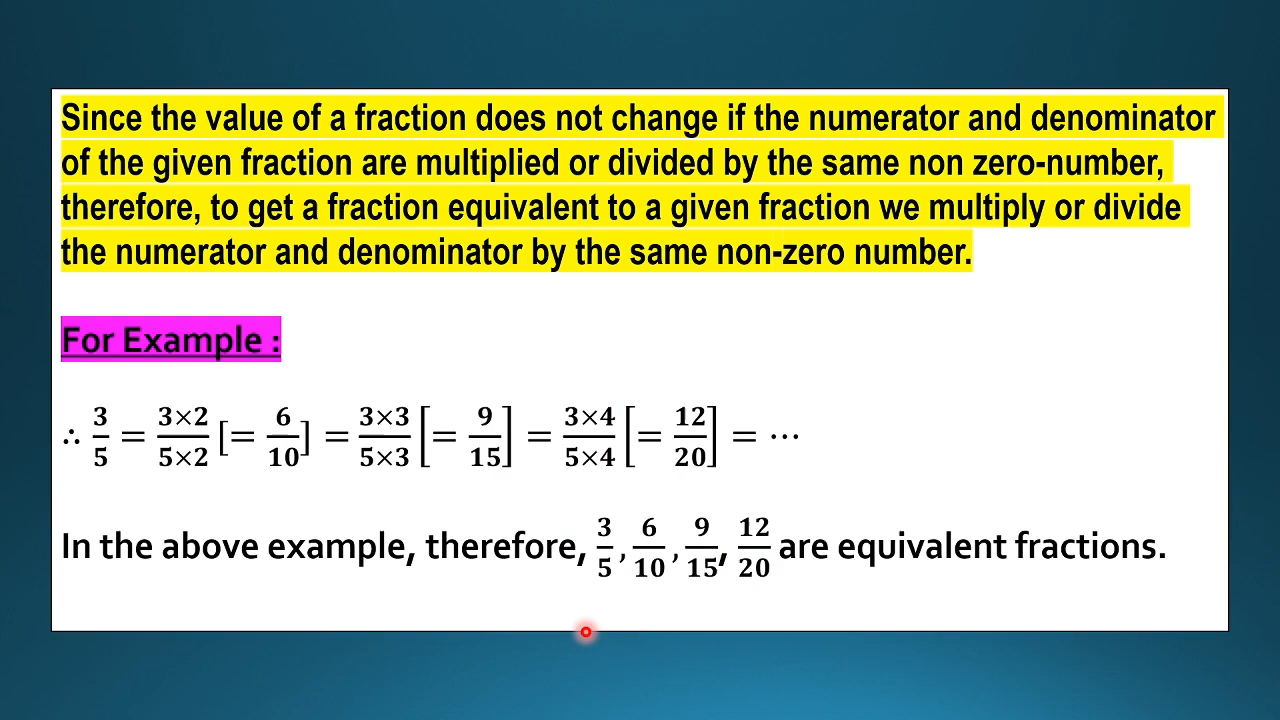 Since the value of a fraction does not change if the numerator and denominator
of the given fraction are multiplied or divided by the same non zero-number,
therefore, to get a fraction equivalent to a given fraction we multiply or divide
the numerator and denominator by the same non-zero number.
For Example :
∴ 3/5 = 3×2/5×2 [= 6/10] = 3×3/5×3 [= 9/15] = 3×4/5×4 [= 12/20] = ⋯
In the above example, therefore, 3/5 , 6/10 , 9/15, 12/20 are equivalent fractions.